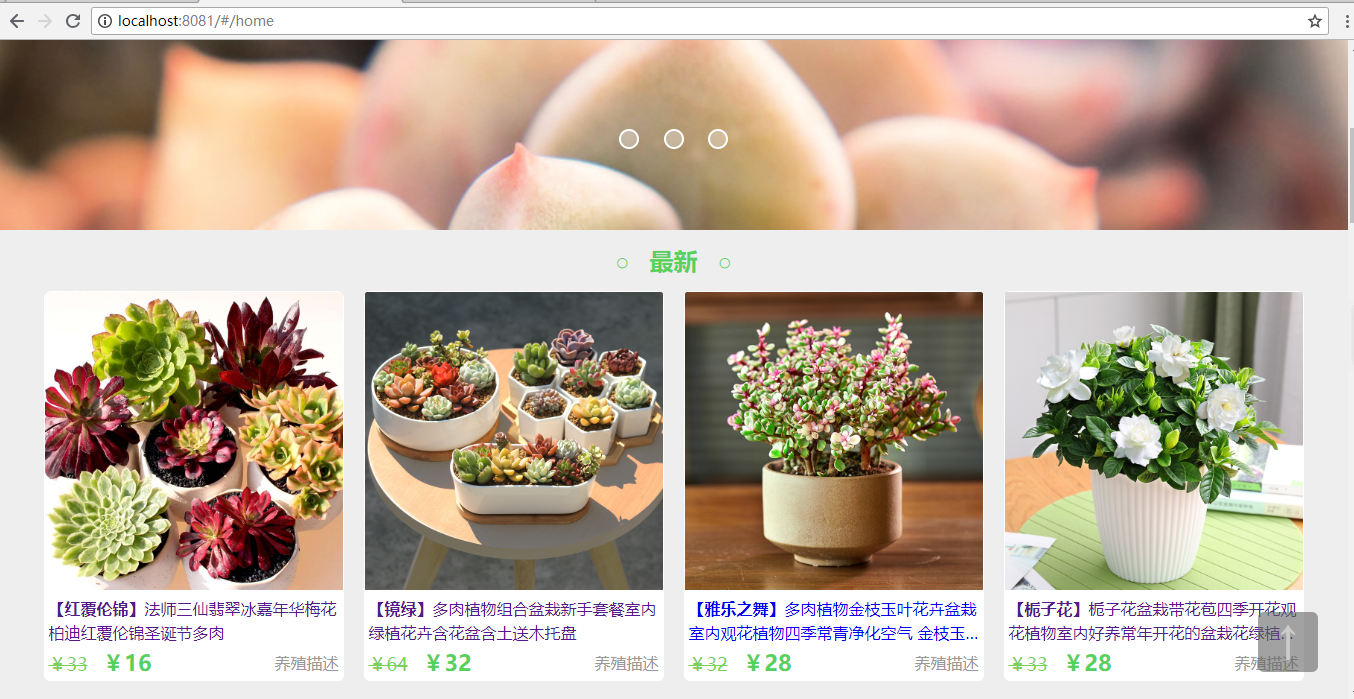 localhost:8081/#/home
○ 最新 ○
【红覆伦锦】法师三仙翡翠冰嘉年华梅花
柏迪红覆伦锦圣诞节多肉
￥33 ￥16 养殖描述
【镜绿】多肉植物组合盆栽新手套餐室内
绿植花卉含花盆含土送木托盘
￥64 ￥32 养殖描述
【雅乐之舞】多肉植物金枝玉叶花卉盆栽
室内观花植物四季常青净化空气 金枝玉...
￥32 ￥28 养殖描述
【栀子花】栀子花盆栽带花苞四季开花观
花植物室内好养常年开花的盆栽花绿植...
￥33 ￥28 养殖描述